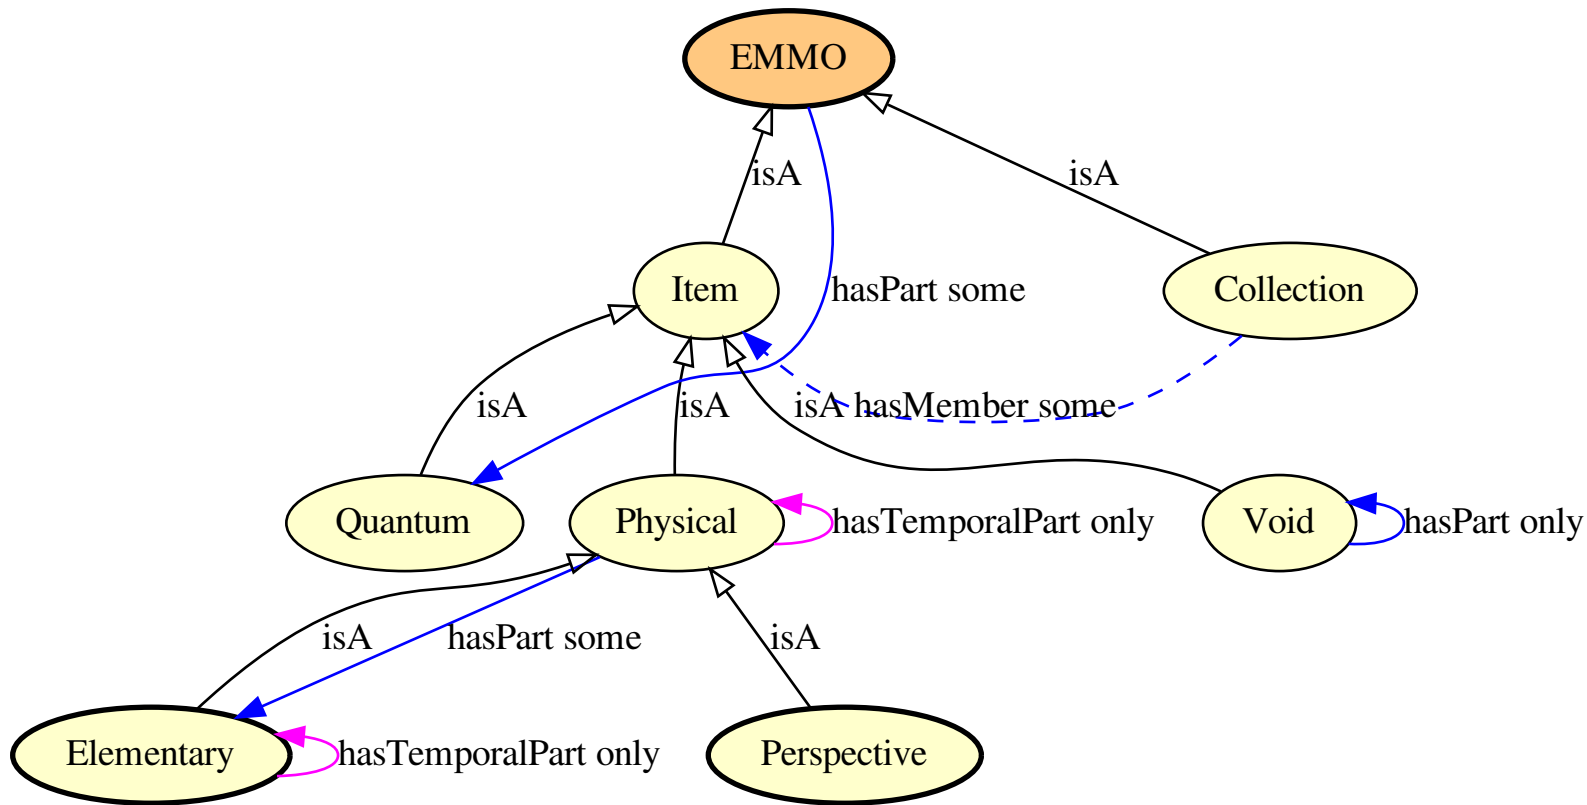 EMMO
isA
isA
Item
hasPart some
Collection
isA
isA
isA
hasMember some
Quantum
Physical
hasTemporalPart only
Void
hasPart only
isA
hasPart some
isA
Elementary
hasTemporalPart only
Perspective